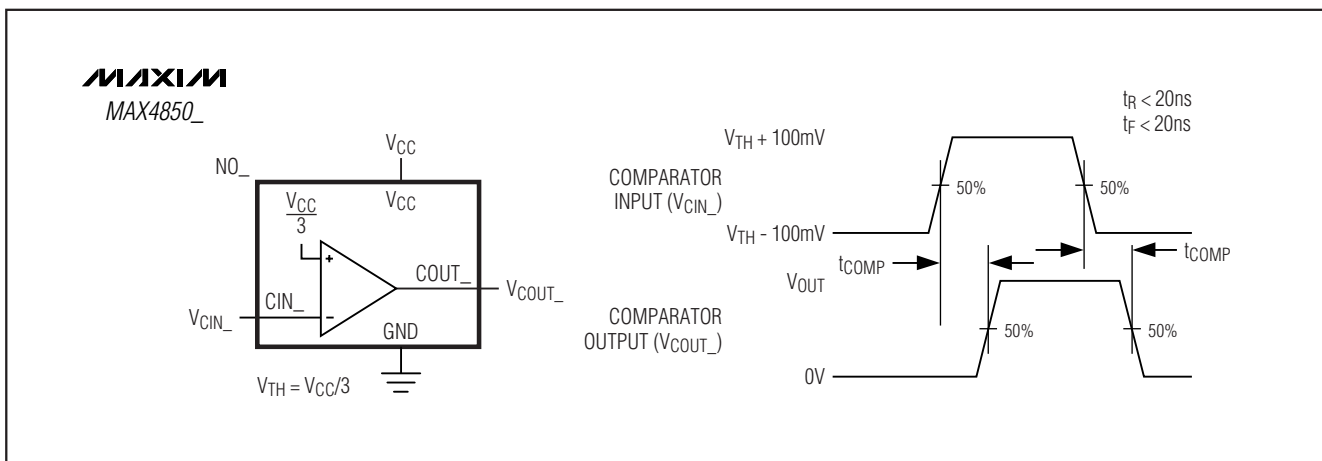 MAXIM
MAX4850_
NO_
VCC
VCC
VCC
3
+
CIN_
VCIN_
-
COUT_
VCOUT_
GND
VTH = VCC/3
tR < 20ns
tF < 20ns
VTH + 100mV
COMPARATOR
INPUT (VCIN_)
50%
50%
VTH - 100mV
tCOMP
tCOMP
VOUT
COMPARATOR
OUTPUT (VCOUT_)
50%
50%
0V